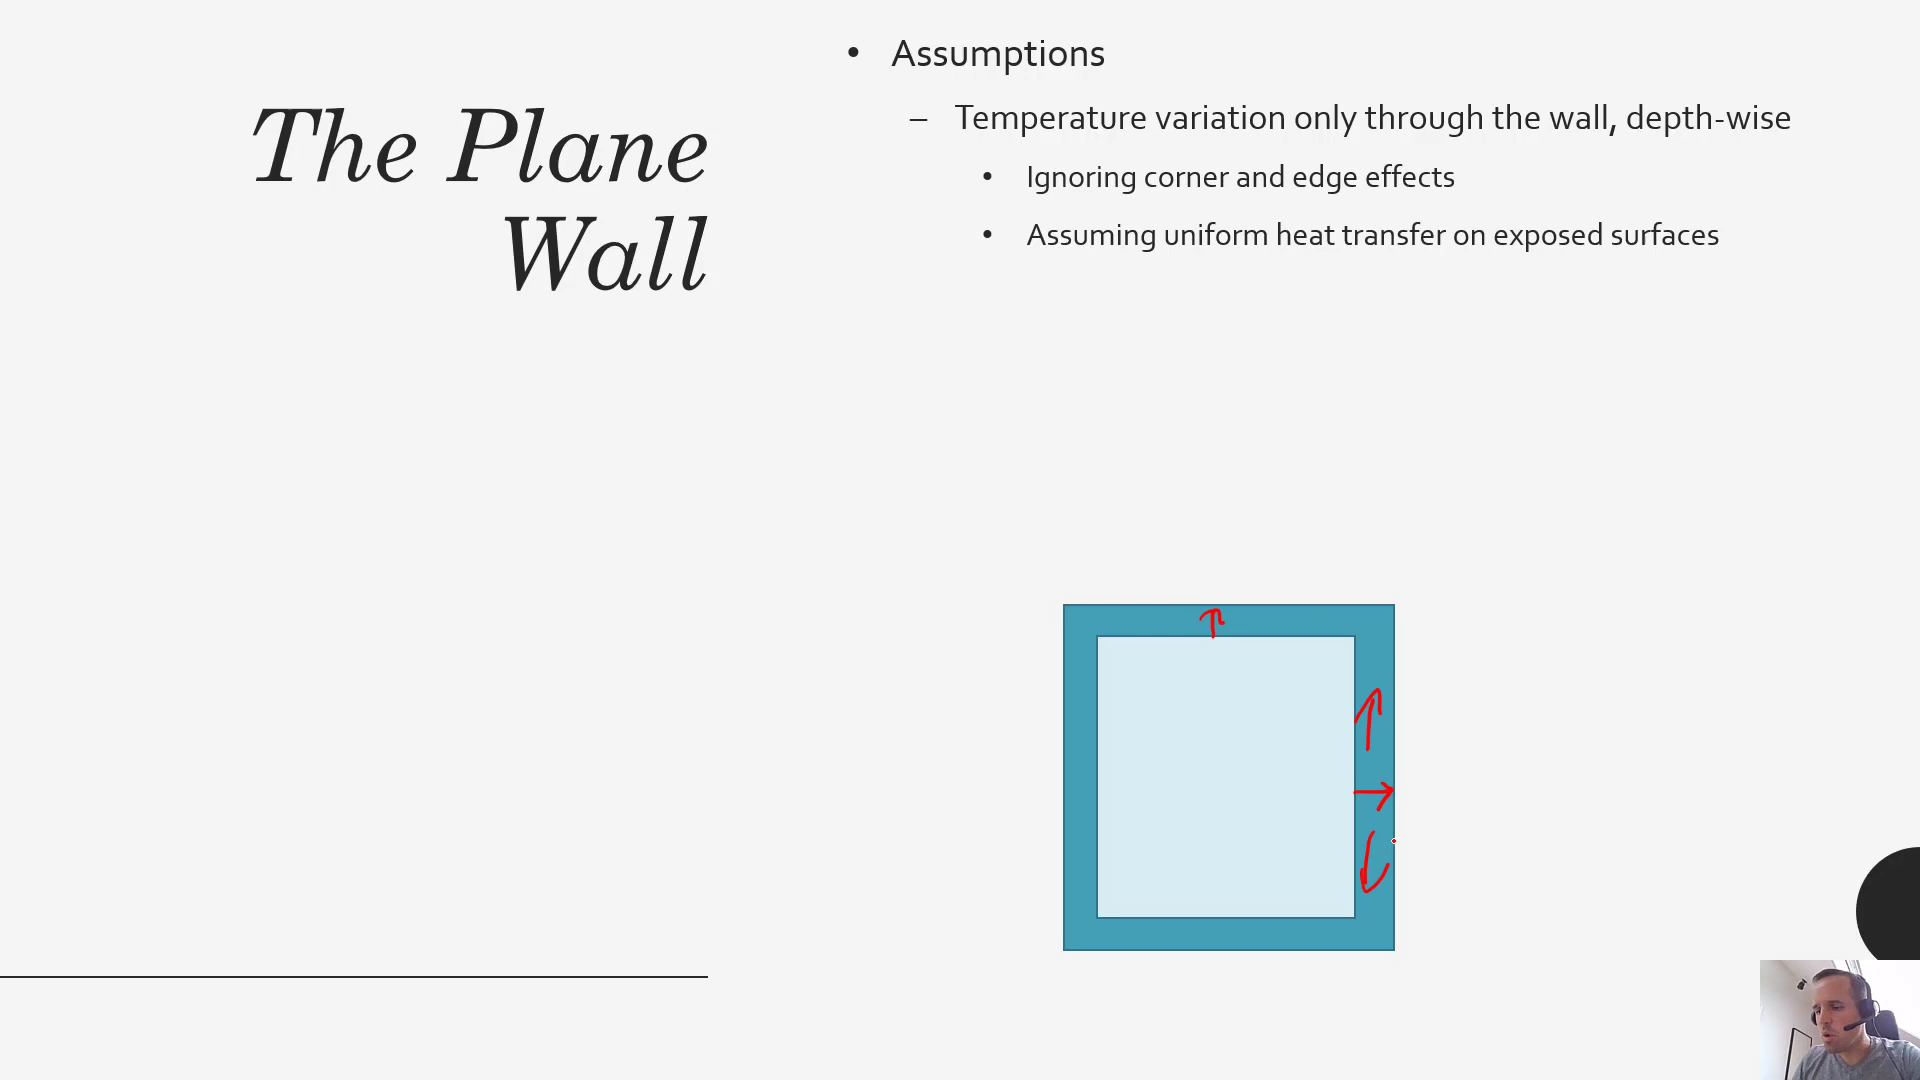 The Plane
Wall
• Assumptions
– Temperature variation only through the wall, depth-wise
• Ignoring corner and edge effects
• Assuming uniform heat transfer on exposed surfaces